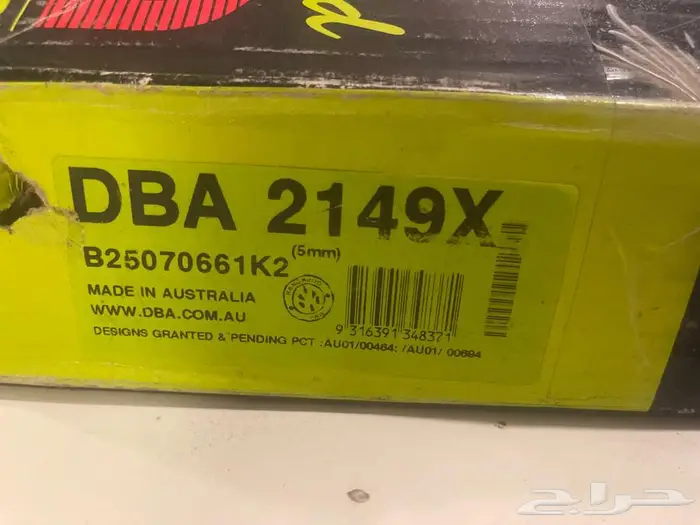 DBA 2149X
(5mm)
B25070661K2
MADE IN AUSTRALIA
WWW.DBA.COM.AU
9 316391 348371
DESIGNS GRANTED & PENDING PCT :AU01/00464: /AU01/ 00694
حراج